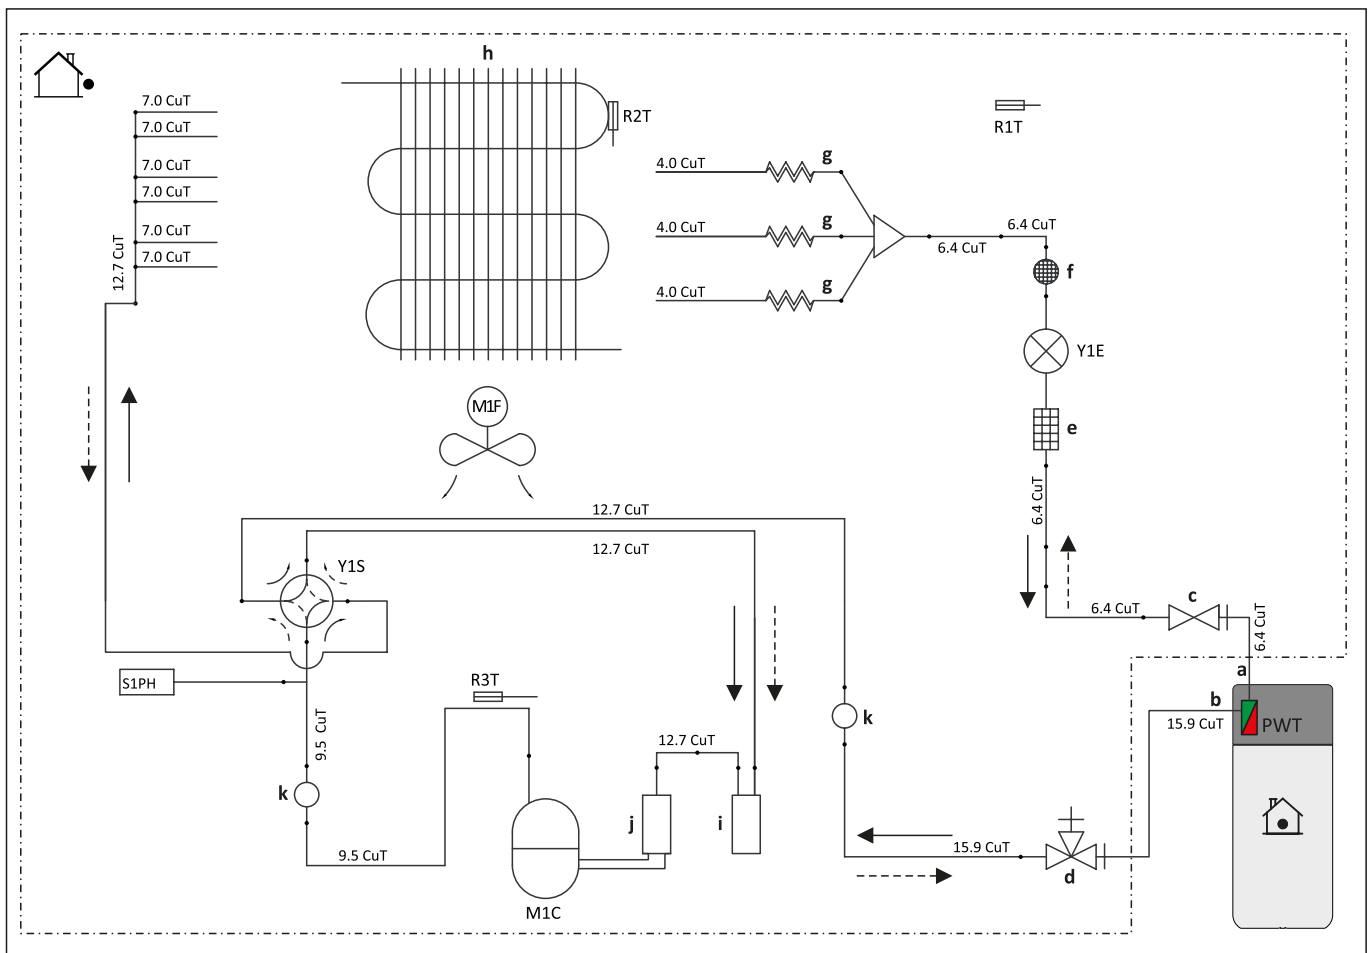 h
7.0 CuT
7.0 CuT
R2T
R1T
7.0 CuT
4.0 CuT
g
7.0 CuT
7.0 CuT
4.0 CuT
g
6.4 CuT
7.0 CuT
12.7 CuT
6.4 CuT
f
4.0 CuT
g
Y1E
M1F
e
6.4 CuT
12.7 CuT
12.7 CuT
Y1S
c
6.4 CuT
6.4 CuT
a
S1PH
R3T
b
15.9 CuT
PWT
9.5 CuT
12.7 CuT
k
k
j
i
9.5 CuT
15.9 CuT
d
M1C